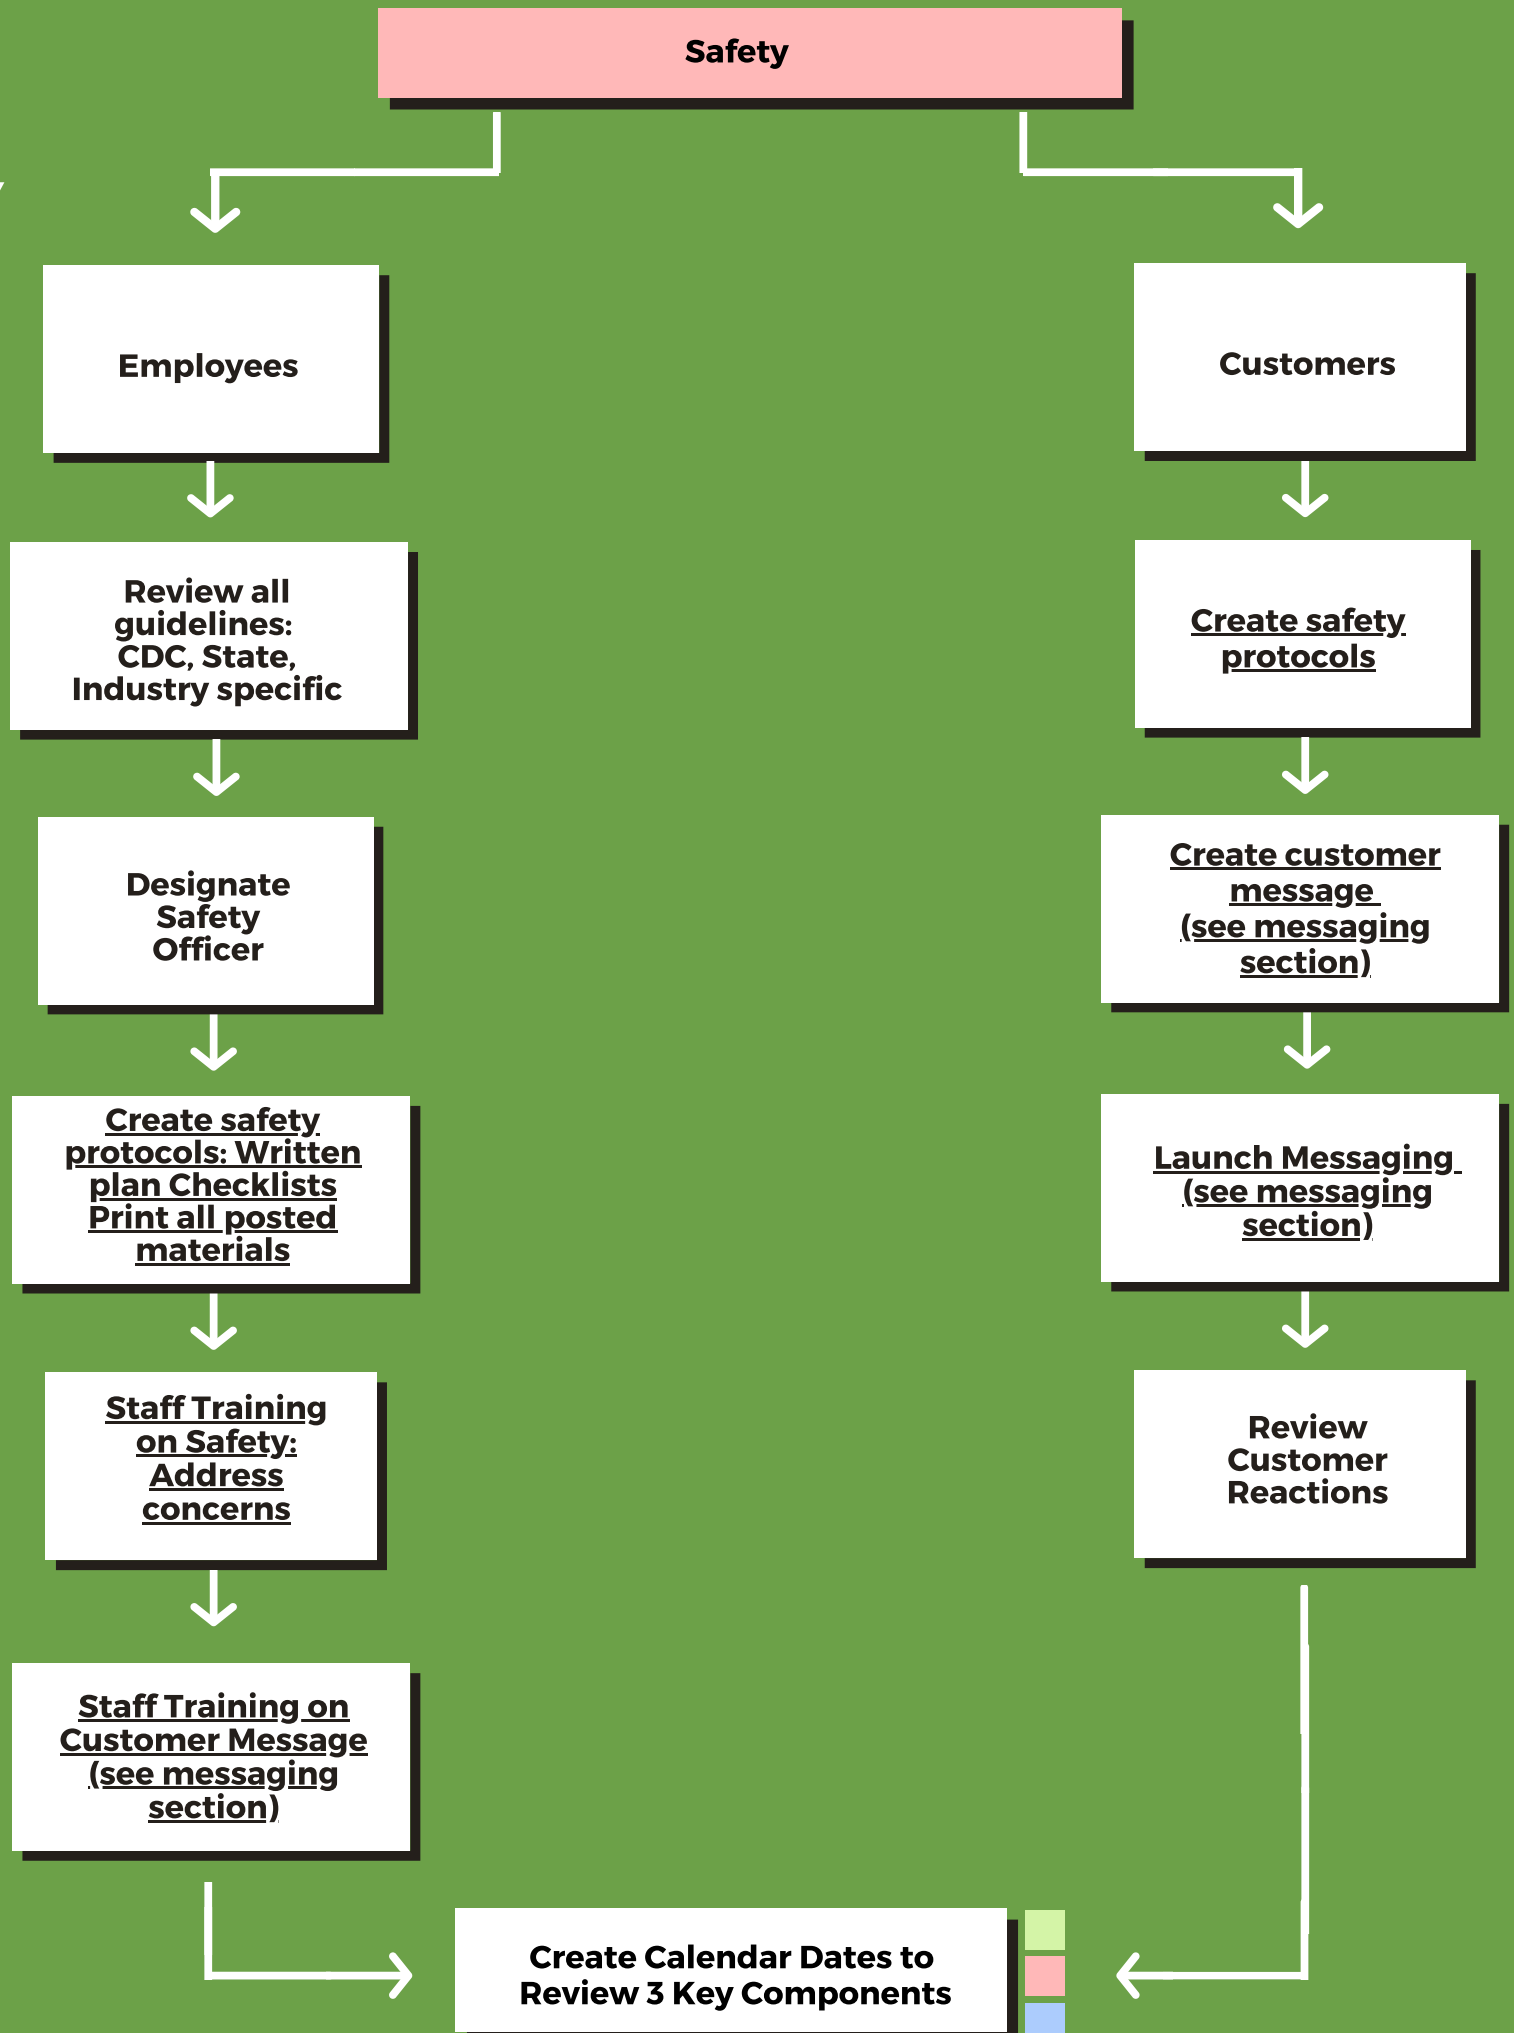 Safety
Employees
Customers
Review all
guidelines:
CDC, State,
Industry specific
Create safety
protocols
Designate
Safety
Officer
Create customer
message
(see messaging
section)
Create safety
protocols: Written
plan Checklists
Print all posted
materials
Launch Messaging
(see messaging
section)
Staff Training
on Safety:
Address
concerns
Review
Customer
Reactions
Staff Training on
Customer Message
(see messaging
section)
Create Calendar Dates to
Review 3 Key Components